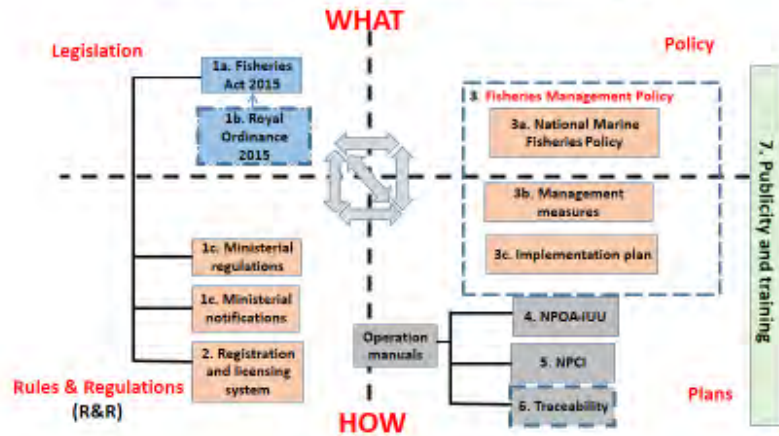 WHAT
Legislation
Policy
1a. Fisheries
Act 2015
1b. Royal
Ordinance
2015
3 Fisheries Management Policy
3a. National Marine
Fisheries Policy
3b. Management
measures
3c. Implementation plan
1c. Ministerial
regulations
1e. Ministerial
notifications
2. Registration
and licensing
system
Operation
manuals
4. NPOA-IUU
5. NPCI
6. Traceability
7. Publicity and training
Rules & Regulations
(R&R)
Plans
HOW